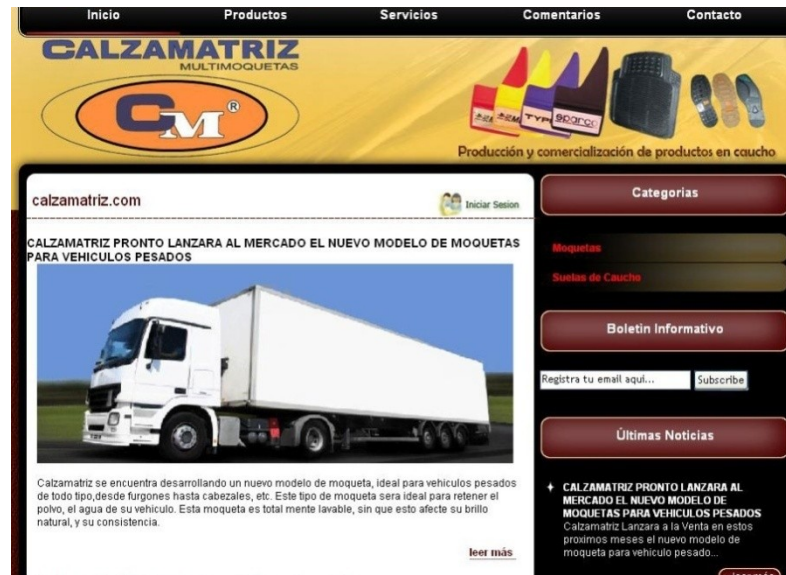 Inicio
Productos
Servicios
Comentarios
Contacto
CALZAMATRIZ
MULTIMOQUETAS
CM®
TYP
sparco
Producción y comercialización de productos en caucho
calzamatriz.com
Iniciar Sesion
CALZAMATRIZ PRONTO LANZARA AL MERCADO EL NUEVO MODELO DE MOQUETAS
PARA VEHICULOS PESADOS
Calzamatriz se encuentra desarrollando un nuevo modelo de moqueta, ideal para vehiculos pesados
de todo tipo,desde furgones hasta cabezales, etc. Este tipo de moqueta sera ideal para retener el
polvo, el agua de su vehiculo. Esta moqueta es total mente lavable, sin que esto afecte su brillo
natural, y su consistencia.
leer más
Categorias
Moquetas
Suelas de Caucho
Boletin Informativo
Registra tu email aqui...
Subscribe
Últimas Noticias
CALZAMATRIZ PRONTO LANZARA AL
MERCADO EL NUEVO MODELO DE
MOQUETAS PARA VEHICULOS PESADOS
Calzamatriz Lanzara a la Venta en estos
proximos meses el nuevo modelo de
moqueta para vehiculo pesado...